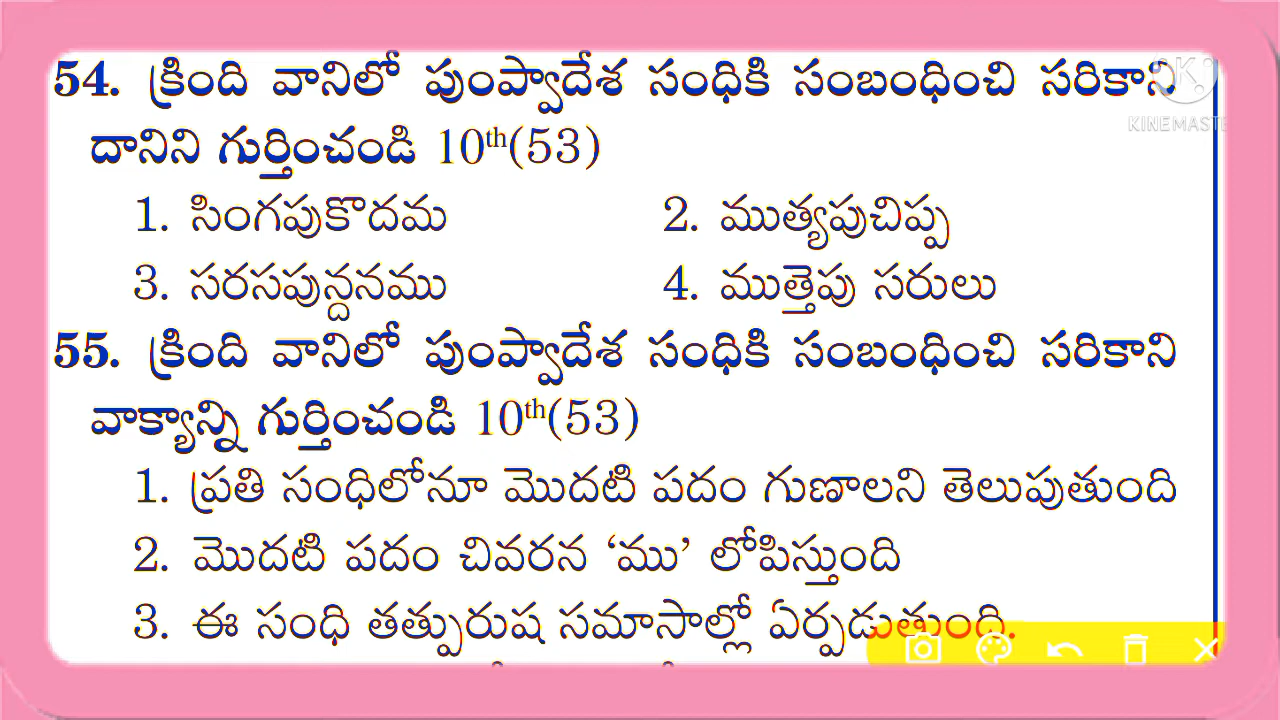 54. క్రింది వానిలో పుంప్వాదేశ సంధికి సంబంధించి సరికాని
KINEMASTE
దానిని గుర్తించండి 10th(53)
1. సింగపుకొదమ 2. ముత్యపుచిప్ప
3. సరసపున్దనము 4. ముత్తెపు సరులు
55. క్రింది వానిలో పుంప్వాదేశ సంధికి సంబంధించి సరికాని
వాక్యాన్ని గుర్తించండి 10th(53)
1. ప్రతి సంధిలోనూ మొదటి పదం గుణాలని తెలుపుతుంది
2. మొదటి పదం చివరన ‘ము’ లోపిస్తుంది
3. ఈ సంధి తత్పురుష సమాసాల్లో ఏర్పడుతుంది.